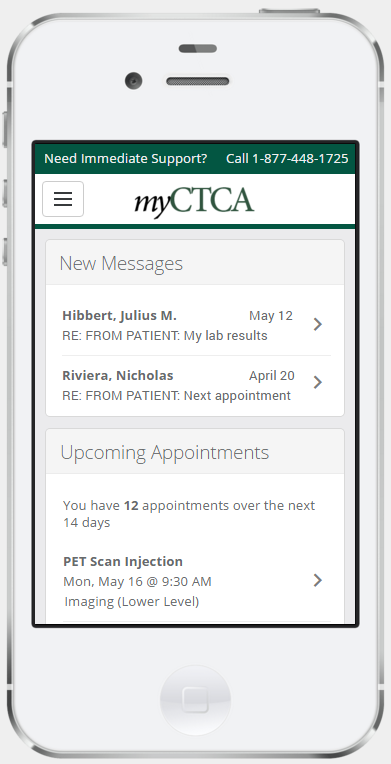 Need Immediate Support? Call 1-877-448-1725
myCTCA
New Messages
Hibbert, Julius M. May 12
RE: FROM PATIENT: My lab results
Riviera, Nicholas April 20
RE: FROM PATIENT: Next appointment
Upcoming Appointments
You have 12 appointments over the next
14 days
PET Scan Injection
Mon, May 16 @ 9:30 AM
Imaging (Lower Level)